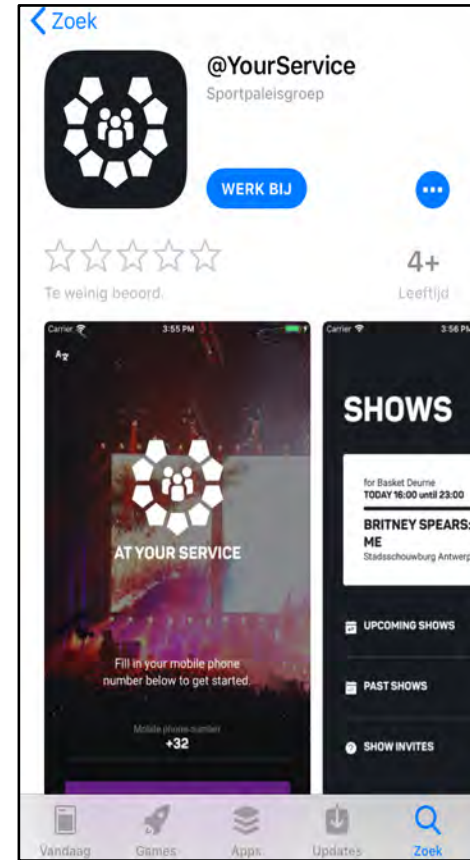 Zoek
@YourService
Sportpaleisgroep
WERK BIJ
4+
Te weinig beoord.
Leeftijd
Carrier
3:55 PM
AT YOUR SERVICE
Fill in your mobile phone
number below to get started.
Mobile phone number
+32
Carrier
3:56 PM
SHOWS
for Basket Deurne
TODAY 16:00 until 23:00
BRITNEY SPEARS:
ME
Stadsschouwburg Antwerp
UPCOMING SHOWS
PAST SHOWS
SHOW INVITES
Vandaag
Games
Apps
Updates
Zoek